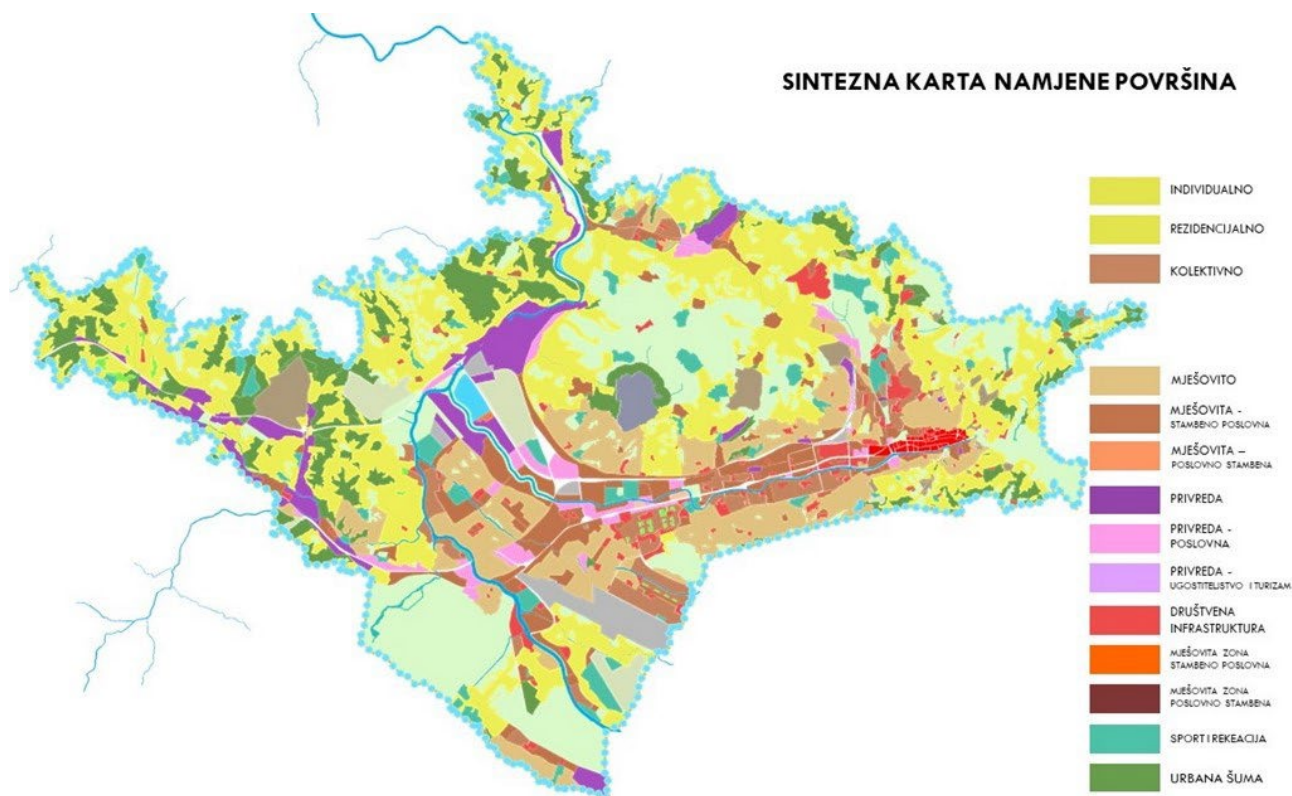 SINTEZNA KARTA NAMJENE POVRŠINA
INDIVIDUALNO
REZIDENCIJALNO
KOLEKTIVNO
MJEŠOVITO
MJEŠOVITA -
STAMBENO POSLOVNA
MJEŠOVITA –
POSLOVNO STAMBENA
PRIVREDA
PRIVREDA -
POSLOVNA
PRIVREDA -
UGOSTITELJSTVO I TURIZAM
DRUŠTVENA
INFRASTRUKTURA
MJEŠOVITA ZONA
STAMBENO POSLOVNA
MJEŠOVITA ZONA
POSLOVNO STAMBENA
SPORT I REKEACIJA
URBANA ŠUMA